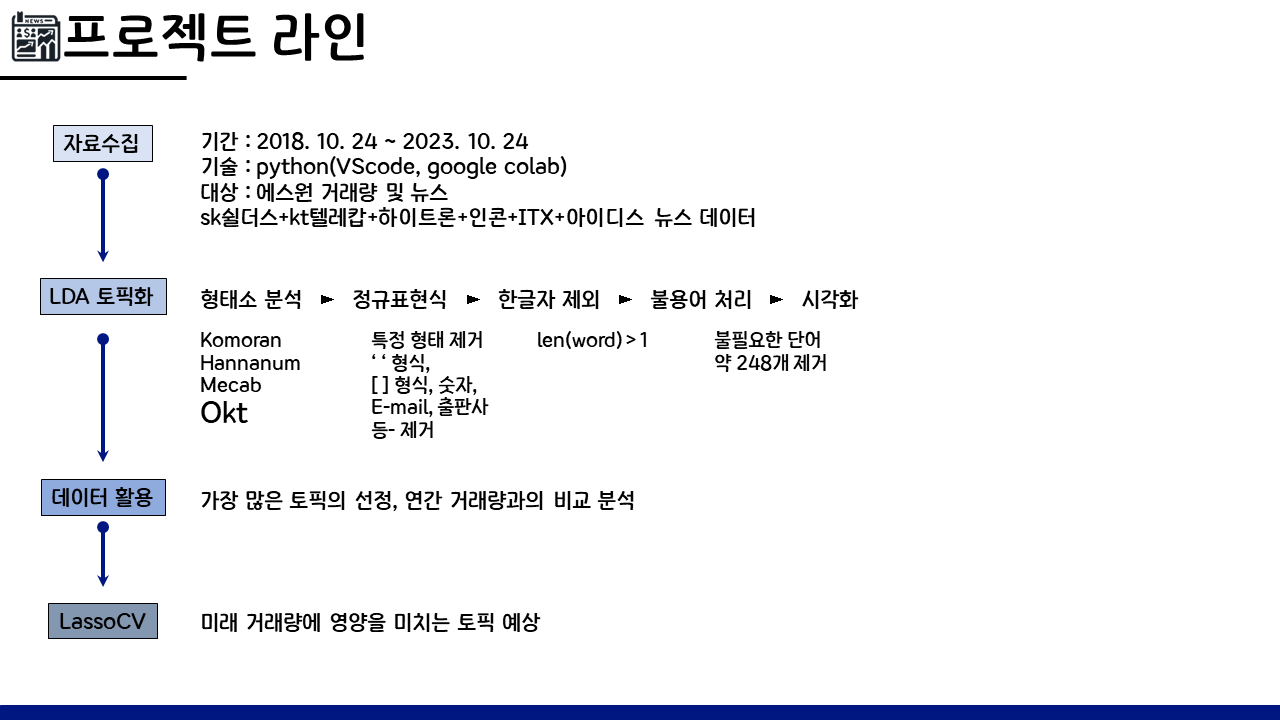 NEWS
프로젝트 라인
자료수집
기간 : 2018. 10. 24 ~ 2023. 10. 24
기술 : python(VScode, google colab)
대상 : 에스원 거래량 및 뉴스
sk쉴더스+kt텔레캅+하이트론+인콘+ITX+아이디스 뉴스 데이터
LDA 토픽화
형태소 분석 ► 정규표현식 ► 한글자 제외 ► 불용어 처리 ► 시각화
Komoran
Hannanum
Mecab
Okt
특정 형태 제거
‘ ‘ 형식,
[ ] 형식, 숫자,
E-mail, 출판사
등- 제거
len(word) > 1
불필요한 단어
약 248개 제거
데이터 활용
가장 많은 토픽의 선정, 연간 거래량과의 비교 분석
LassoCV
미래 거래량에 영양을 미치는 토픽 예상